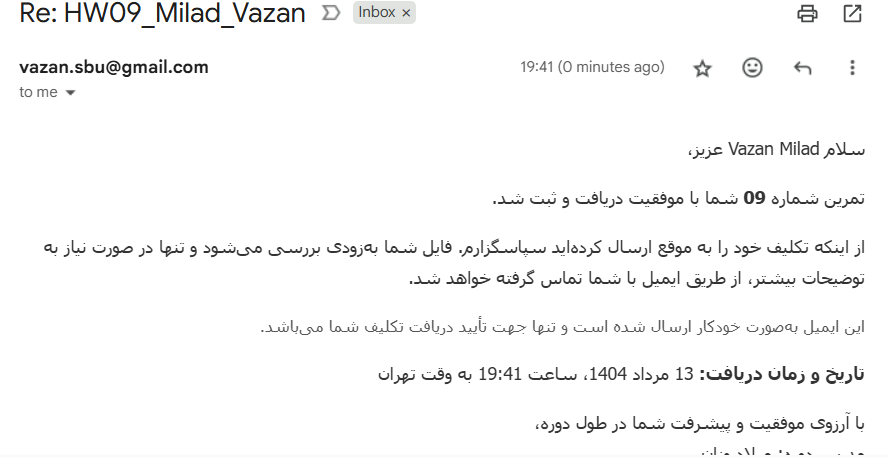 Re: HW09_Milad_Vazan Inbox ×
vazan.sbu@gmail.com 19:41 (0 minutes ago)
to me
سلام Vazan Milad عزیز،
تمرین شماره 09 شما با موفقیت دریافت و ثبت شد.
از اینکه تکلیف خود را به موقع ارسال کرده‌اید سپاسگزارم. فایل شما به‌زودی بررسی می‌شود و تنها در صورت نیاز به
توضیحات بیشتر، از طریق ایمیل با شما تماس گرفته خواهد شد.
این ایمیل به‌صورت خودکار ارسال شده است و تنها جهت تأیید دریافت تکلیف شما می‌باشد.
تاریخ و زمان دریافت: 13 مرداد 1404، ساعت 19:41 به وقت تهران
با آرزوی موفقیت و پیشرفت شما در طول دوره،